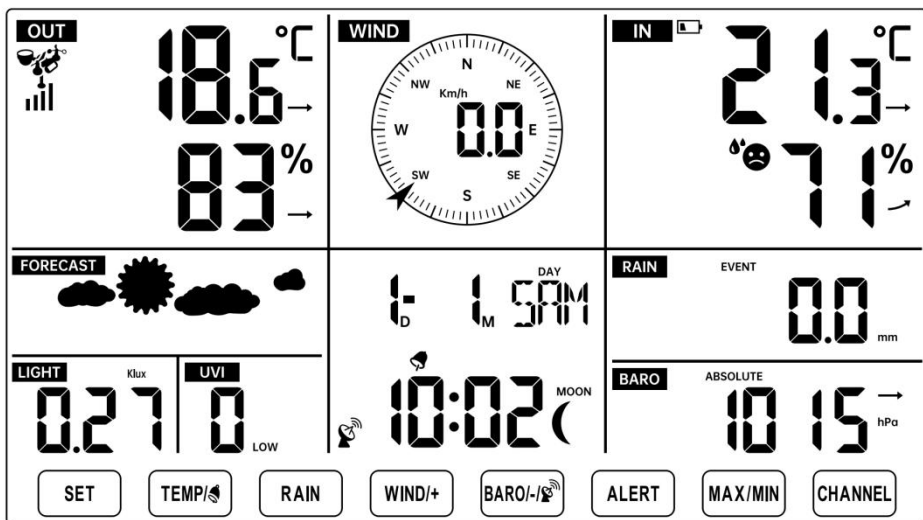 OUT
18.6 °C
83 %
WIND
N
NW NE
Km/h
0.0
W E
SW SE
S
IN
21.3 °C
71 %
FORECAST
D M
DAY
SAM
10:02
MOON
RAIN EVENT
0.0 mm
LIGHT Klux
0.27
UVI
0 LOW
BARO ABSOLUTE
1015 hPa
SET TEMP/ RAIN WIND/+ BARO/-/ ALERT MAX/MIN CHANNEL